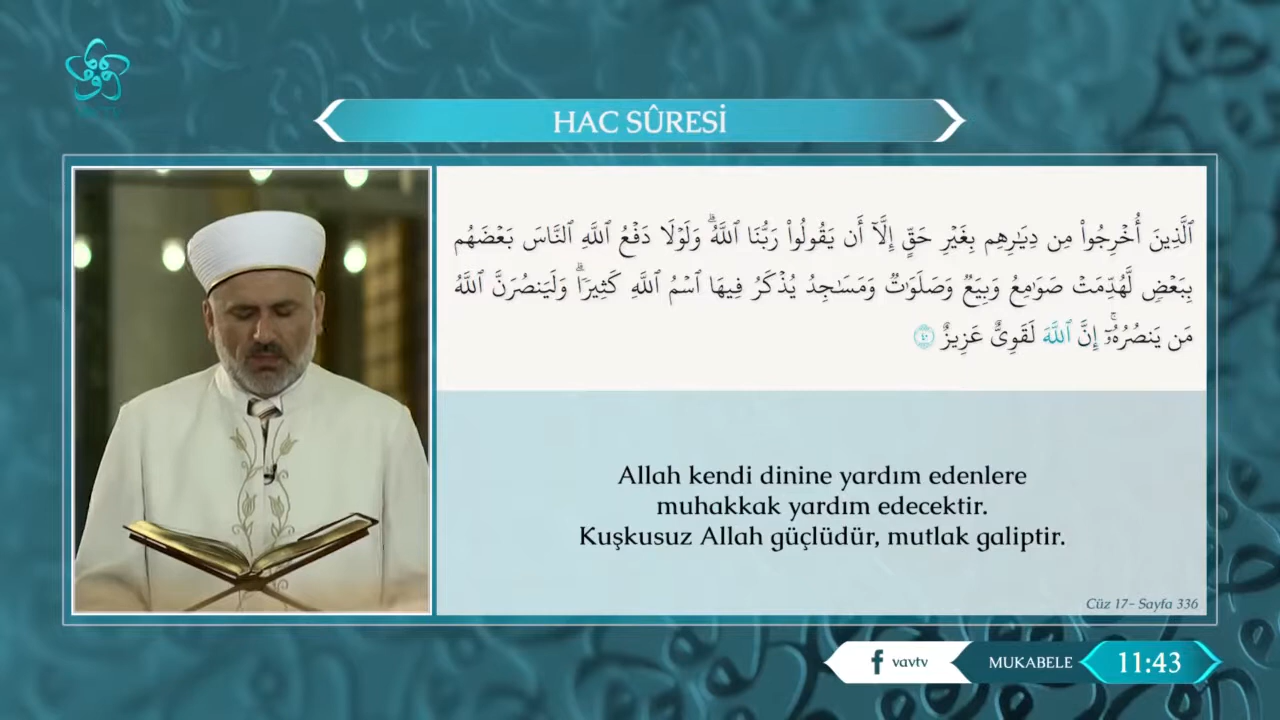 HAC SÛRESİ
ٱلَّذِينَ أُخْرِجُوا۟ مِن دِيَـٰرِهِم بِغَيْرِ حَقٍّ إِلَّآ أَن يَقُولُوا۟ رَبُّنَا ٱللَّهُ ۗ وَلَوْلَا دَفْعُ ٱللَّهِ ٱلنَّاسَ بَعْضَهُم
بِبَعْضٍ لَّهُدِّمَتْ صَوَٰمِعُ وَبِيَعٌ وَصَلَوَٰتٌ وَمَسَـٰجِدُ يُذْكَرُ فِيهَا ٱسْمُ ٱللَّهِ كَثِيرًا ۗ وَلَيَنصُرَنَّ ٱللَّهُ
مَن يَنصُرُهُۥٓ ۚ إِنَّ ٱللَّهَ لَقَوِىٌّ عَزِيزٌ ٤٠
Allah kendi dinine yardım edenlere
muhakkak yardım edecektir.
Kuşkusuz Allah güçlüdür, mutlak galiptir.
Cüz 17- Sayfa 336
f vavtv MUKABELE 11:43